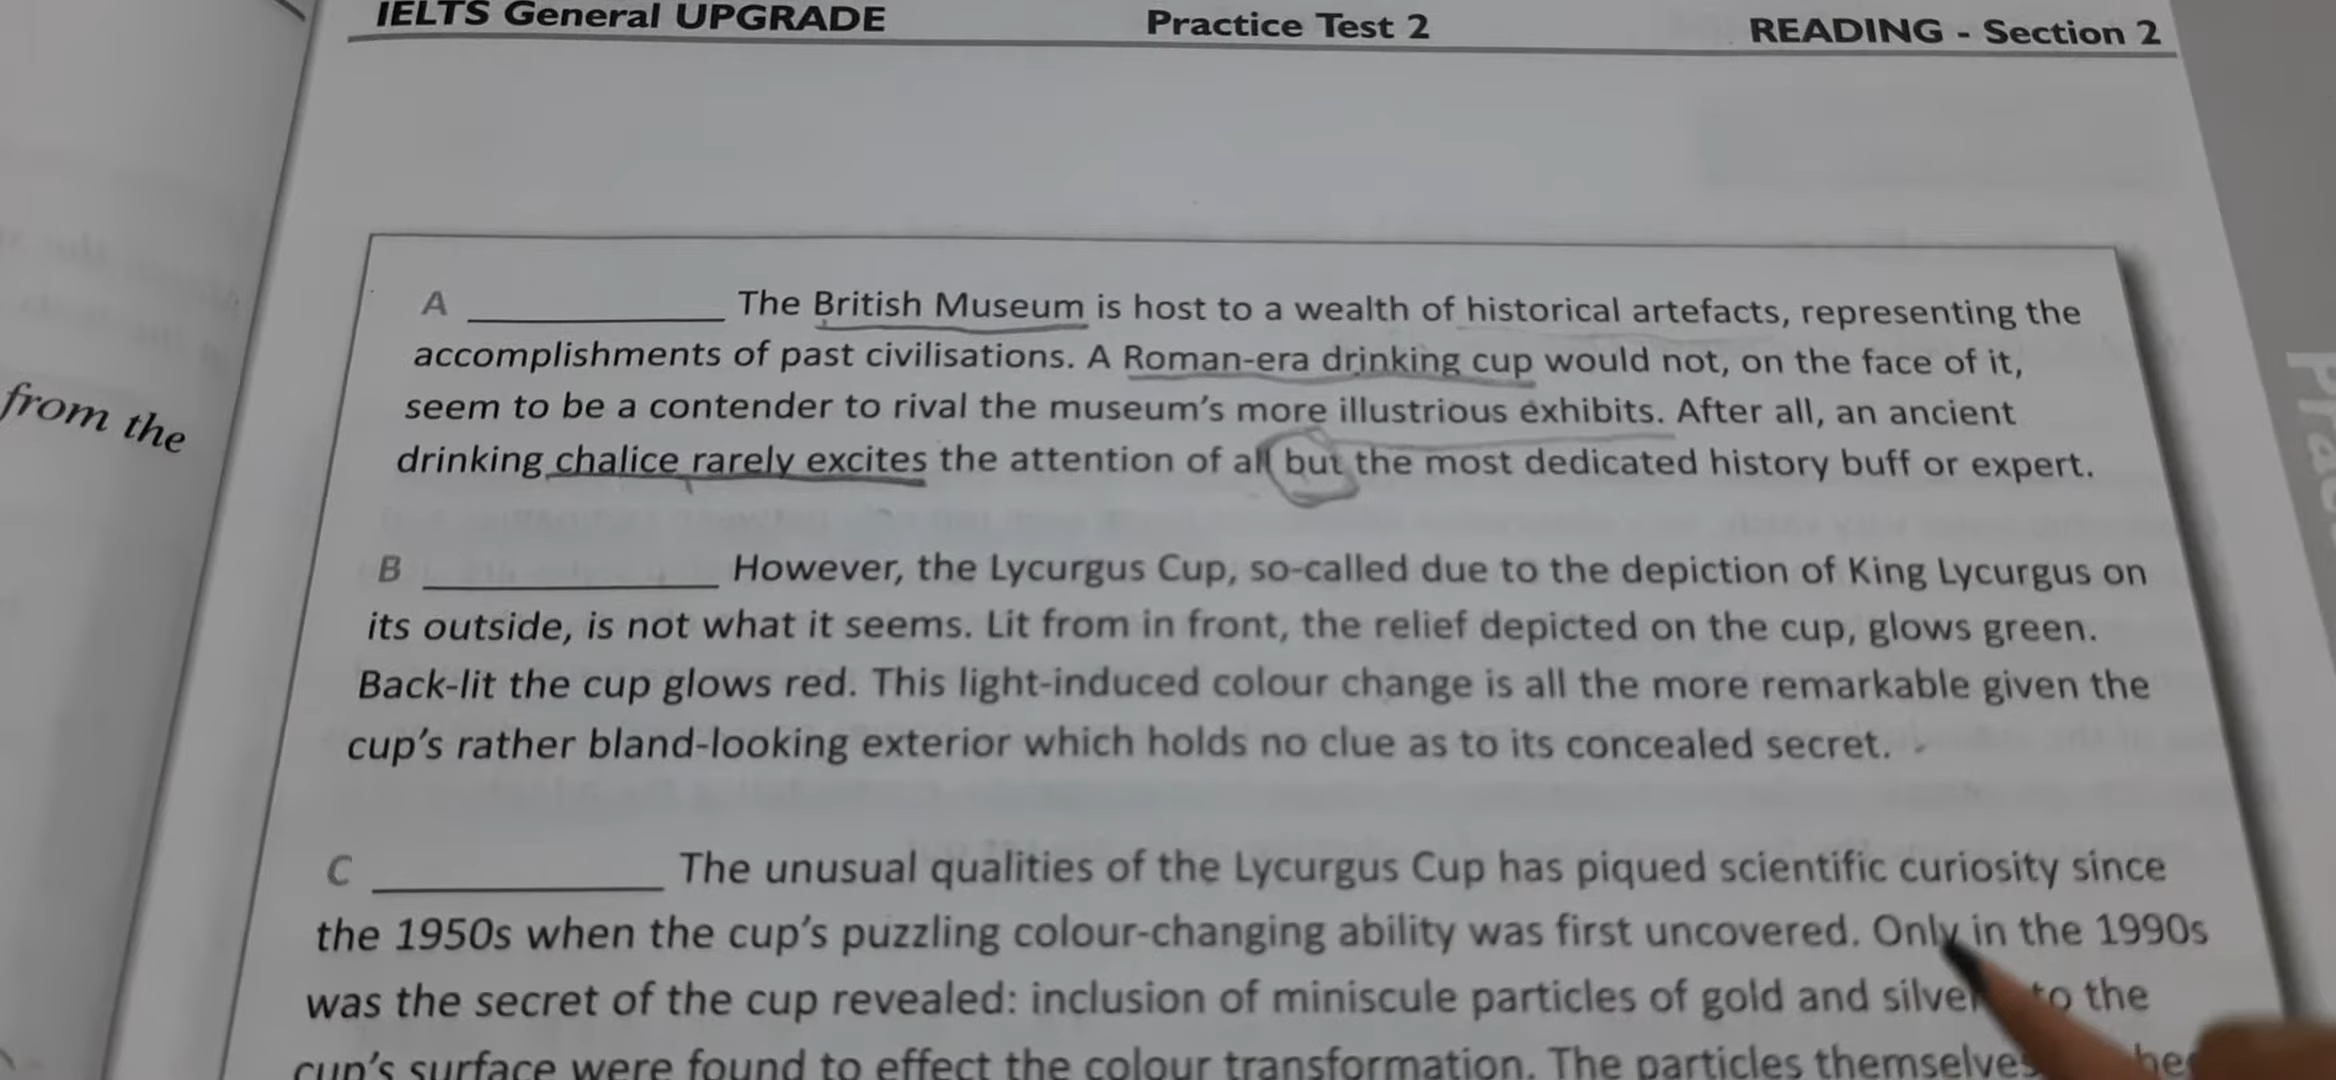 IELTS General UPGRADE Practice Test 2 READING - Section 2
from the
A ____________ The British Museum is host to a wealth of historical artefacts, representing the
accomplishments of past civilisations. A Roman-era drinking cup would not, on the face of it,
seem to be a contender to rival the museum's more illustrious exhibits. After all, an ancient
drinking chalice rarely excites the attention of all but the most dedicated history buff or expert.
B ____________ However, the Lycurgus Cup, so-called due to the depiction of King Lycurgus on
its outside, is not what it seems. Lit from in front, the relief depicted on the cup, glows green.
Back-lit the cup glows red. This light-induced colour change is all the more remarkable given the
cup's rather bland-looking exterior which holds no clue as to its concealed secret.
C ____________ The unusual qualities of the Lycurgus Cup has piqued scientific curiosity since
the 1950s when the cup's puzzling colour-changing ability was first uncovered. Only in the 1990s
was the secret of the cup revealed: inclusion of miniscule particles of gold and silver to the
cup's surface were found to effect the colour transformation. The particles themselves